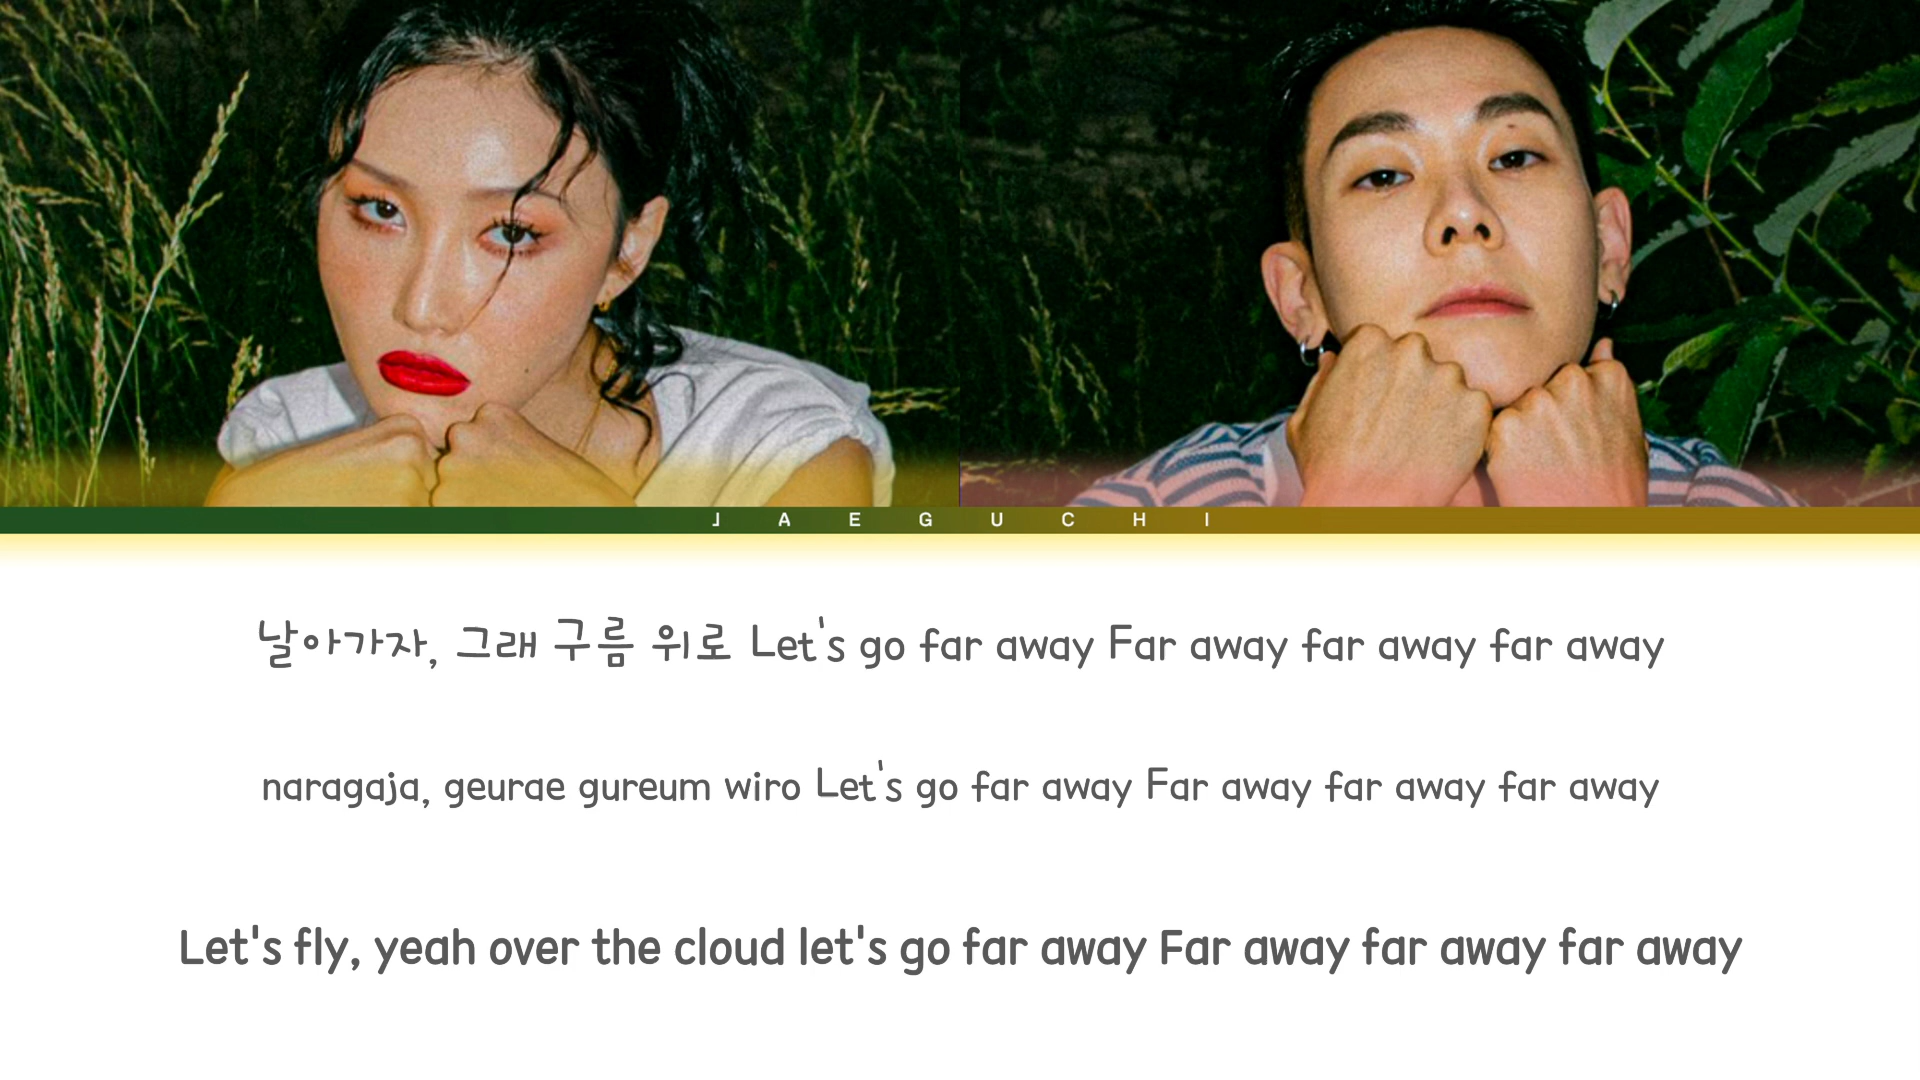 JAEGUCHI
날아가자, 그래 구름 위로 Let's go far away Far away far away far away
naragaja, geurae gureum wiro Let's go far away Far away far away far away
Let's fly, yeah over the cloud let's go far away Far away far away far away